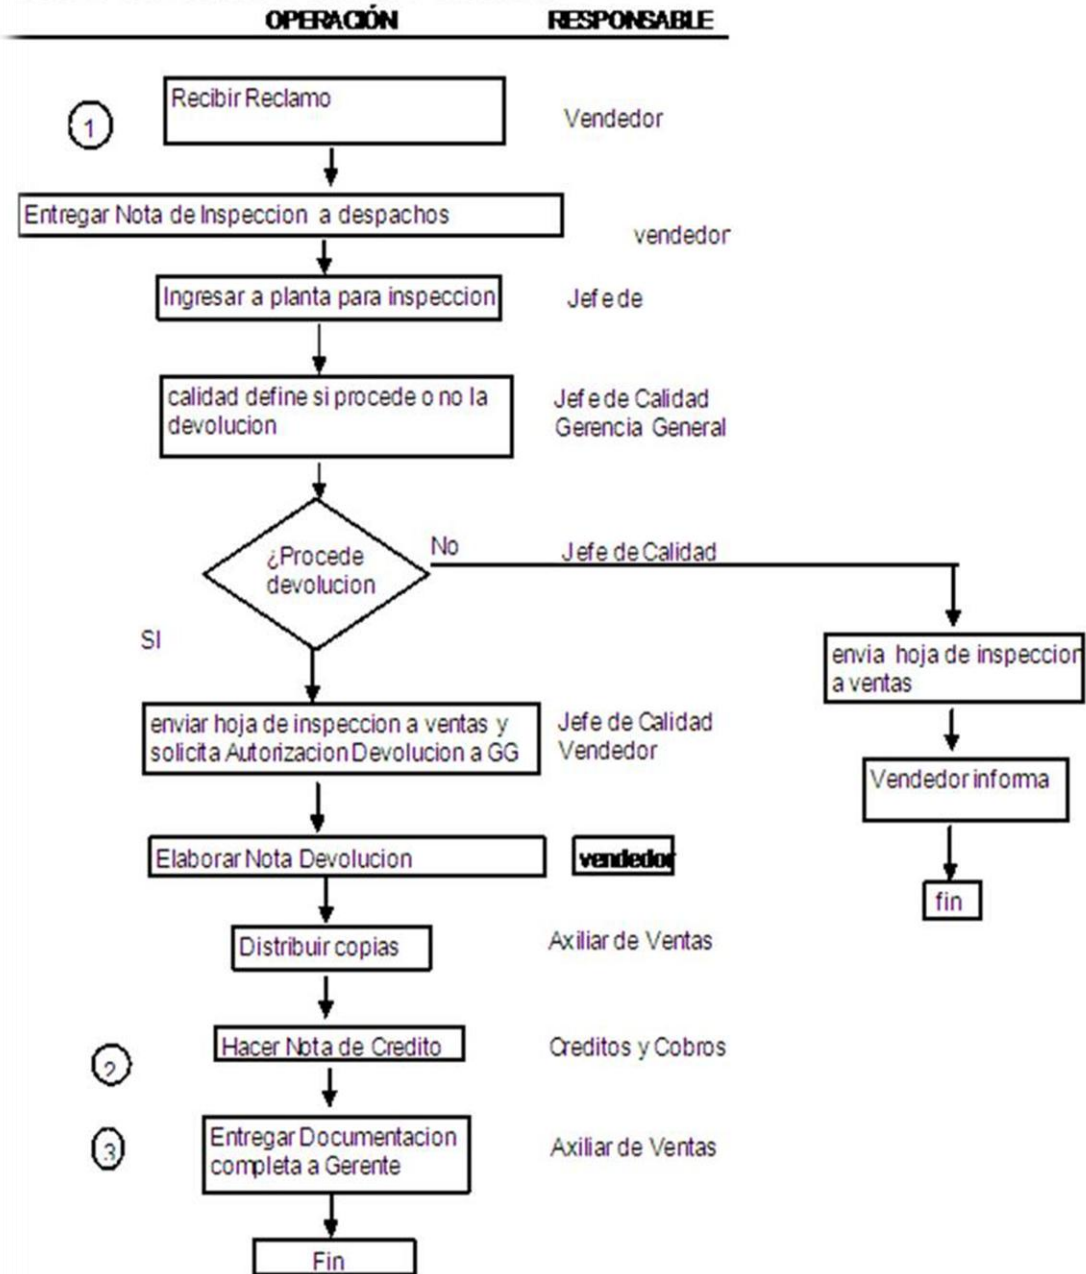 OPERACIÓN RESPONSABLE
1
Recibir Reclamo
Vendedor
Entregar Nota de Inspeccion a despachos
vendedor
Ingresar a planta para inspeccion
Jefe de
calidad define si procede o no la
devolucion
Jefe de Calidad
Gerencia General
¿Procede
devolucion
No
Jefe de Calidad
SI
envia hoja de inspeccion
a ventas
enviar hoja de inspeccion a ventas y
solicita Autorizacion Devolucion a GG
Jefe de Calidad
Vendedor
Vendedor informa
Elaborar Nota Devolucion
vendedor
fin
Distribuir copias
Axiliar de Ventas
2
Hacer Nota de Credito
Creditos y Cobros
3
Entregar Documentacion
completa a Gerente
Axiliar de Ventas
Fin